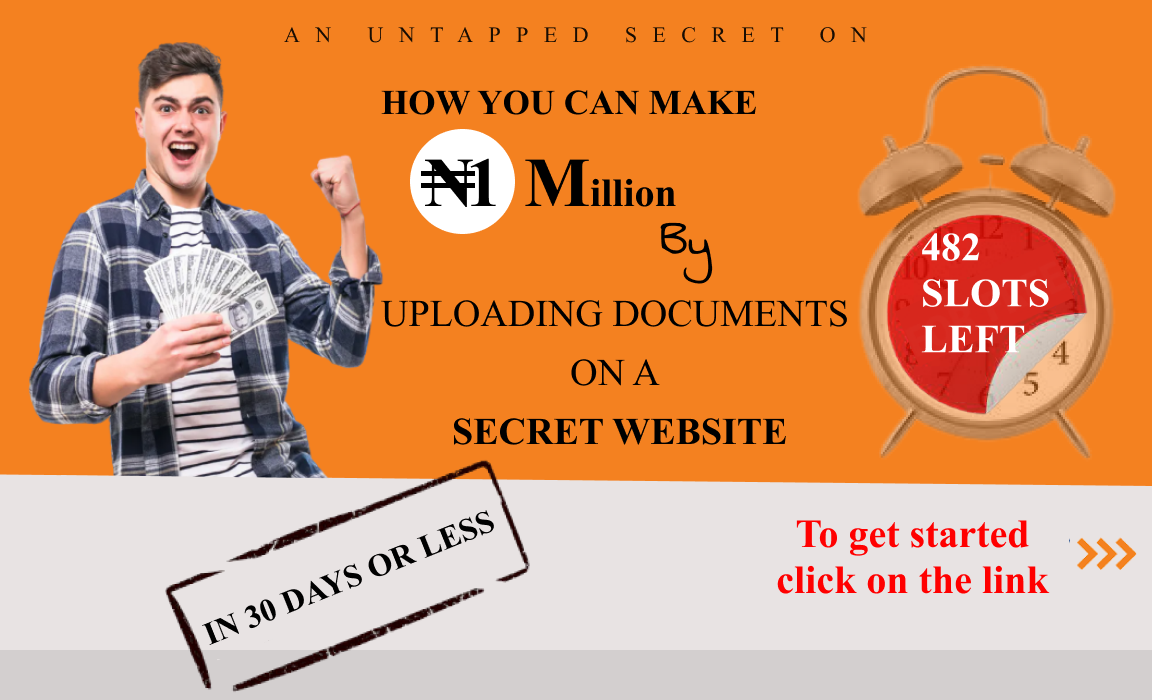 AN UNTAPPED SECRET ON
HOW YOU CAN MAKE
₦1 Million
By
UPLOADING DOCUMENTS
ON A
SECRET WEBSITE
482
SLOTS
LEFT
IN 30 DAYS OR LESS
To get started
click on the link